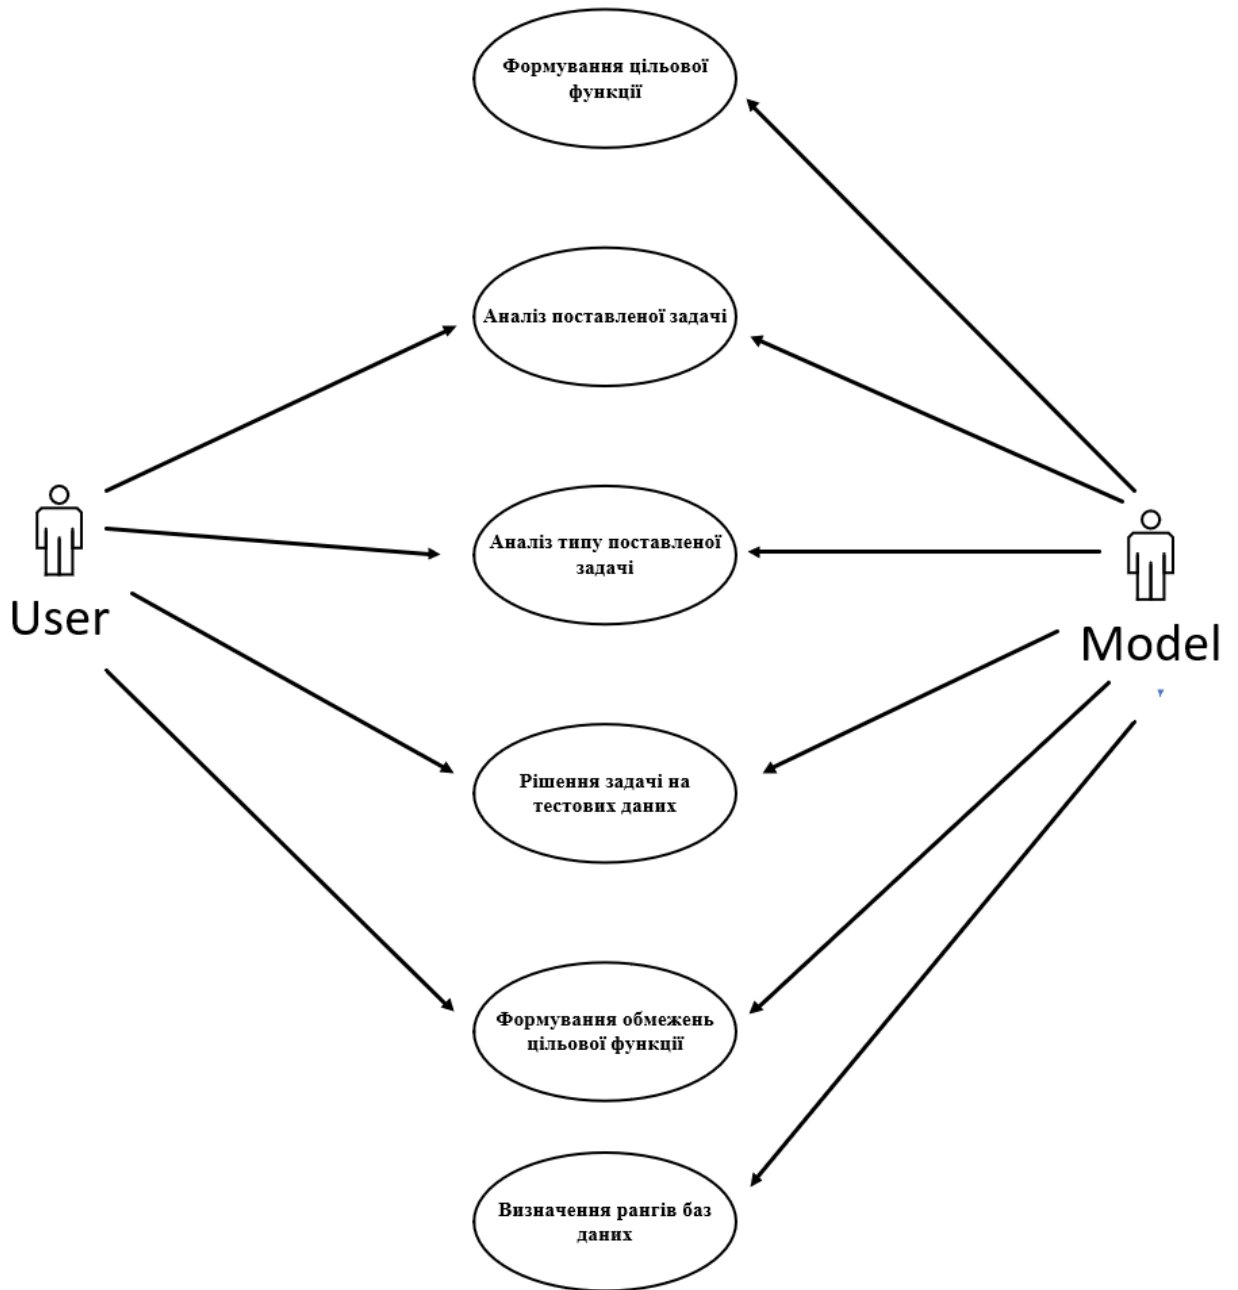 Формування цільової
функції
Аналіз поставленої задачі
Аналіз типу поставленої
задачі
User
Model
Рішення задачі на
тестових даних
Формування обмежень
цільової функції
Визначення рангів баз
даних